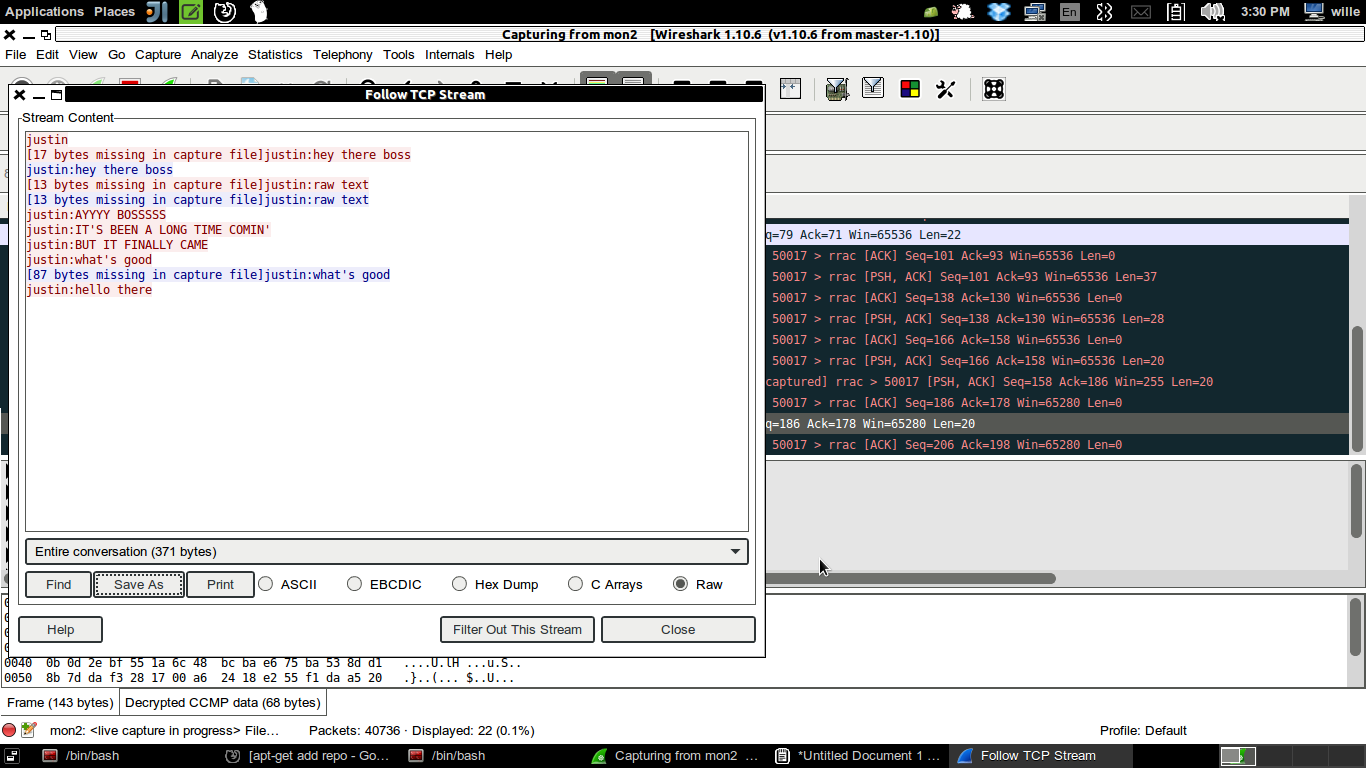 Applications Places En 3:30 PM wille
Capturing from mon2 [Wireshark 1.10.6 (v1.10.6 from master-1.10)]
File Edit View Go Capture Analyze Statistics Telephony Tools Internals Help
Follow TCP Stream
Stream Content
justin
[17 bytes missing in capture file]justin:hey there boss
justin:hey there boss
[13 bytes missing in capture file]justin:raw text
[13 bytes missing in capture file]justin:raw text
justin:AYYYY BOSSSSS
justin:IT'S BEEN A LONG TIME COMIN'
justin:BUT IT FINALLY CAME
justin:what's good
[87 bytes missing in capture file]justin:what's good
justin:hello there
q=79 Ack=71 Win=65536 Len=22
50017 > rrac [ACK] Seq=101 Ack=93 Win=65536 Len=0
50017 > rrac [PSH, ACK] Seq=101 Ack=93 Win=65536 Len=37
50017 > rrac [ACK] Seq=138 Ack=130 Win=65536 Len=0
50017 > rrac [PSH, ACK] Seq=138 Ack=130 Win=65536 Len=28
50017 > rrac [ACK] Seq=166 Ack=158 Win=65536 Len=0
50017 > rrac [PSH, ACK] Seq=166 Ack=158 Win=65536 Len=20
captured] rrac > 50017 [PSH, ACK] Seq=158 Ack=186 Win=255 Len=20
50017 > rrac [ACK] Seq=186 Ack=178 Win=65280 Len=0
q=186 Ack=178 Win=65280 Len=20
50017 > rrac [ACK] Seq=206 Ack=198 Win=65280 Len=0
Entire conversation (371 bytes)
Find Save As Print ASCII EBCDIC Hex Dump C Arrays Raw
Help Filter Out This Stream Close
0040 0b 0d 2e bf 55 1a 6c 48 bc ba e6 75 ba 53 8d d1 ....U.lH ...u.S..
0050 8b 7d da f3 28 17 00 a6 24 18 e2 55 f1 da a5 20 .}..(... $..U...
Frame (143 bytes) Decrypted CCMP data (68 bytes)
mon2: <live capture in progress> File... Packets: 40736 · Displayed: 22 (0.1%) Profile: Default
/bin/bash [apt-get add repo - Go... /bin/bash Capturing from mon2 ... *Untitled Document 1 ... Follow TCP Stream